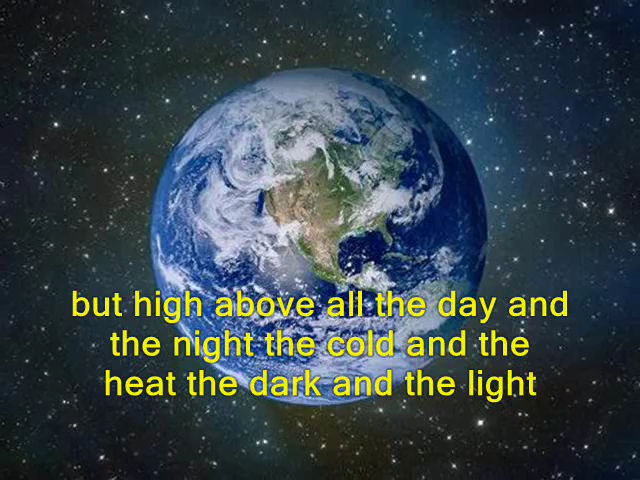 but high above all the day and
the night the cold and the
heat the dark and the light